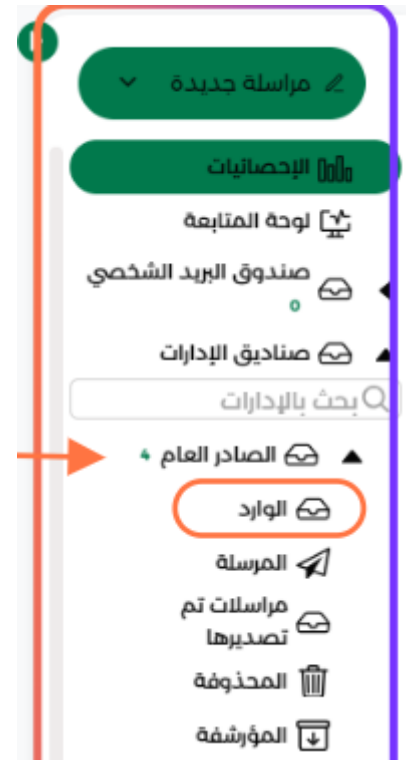 مراسلة جديدة
الإحصائيات
لوحة المتابعة
صندوق البريد الشخصي
0
صناديق الإدارات
بحث بالإدارات
الصادر العام 4
الوارد
المرسلة
مراسلات تم
تصديرها
المحذوفة
المؤرشفة